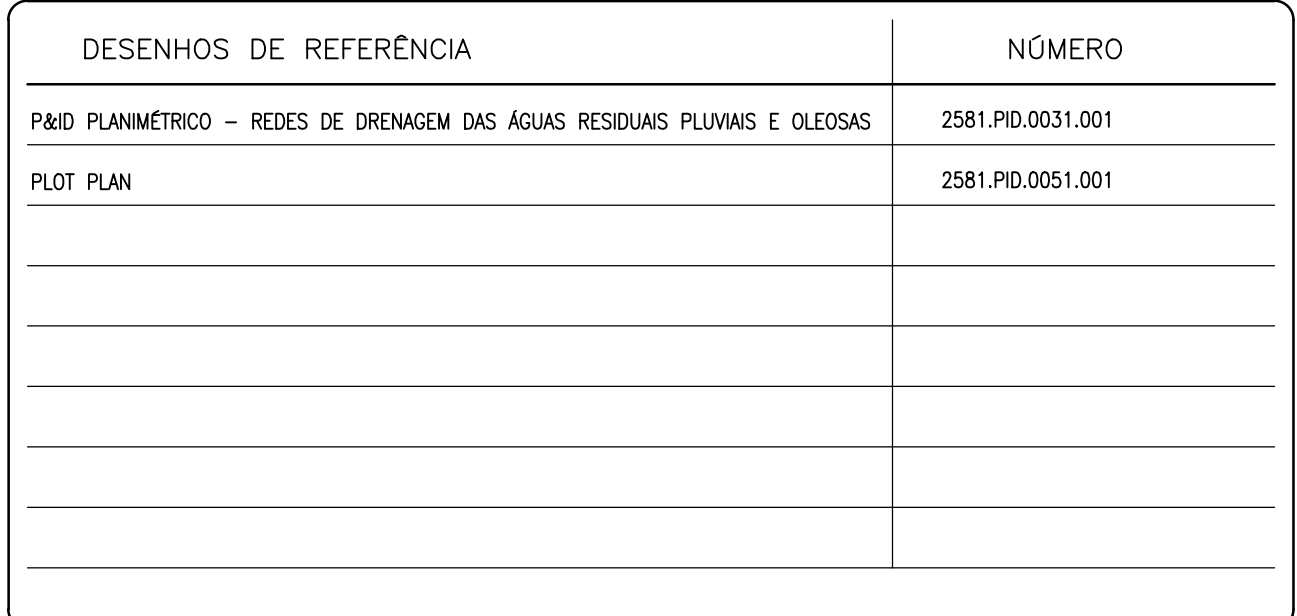 DESENHOS DE REFERÊNCIA NÚMERO
P&ID PLANIMÉTRICO – REDES DE DRENAGEM DAS ÁGUAS RESIDUAIS PLUVIAIS E OLEOSAS 2581.PID.0031.001
PLOT PLAN 2581.PID.0051.001